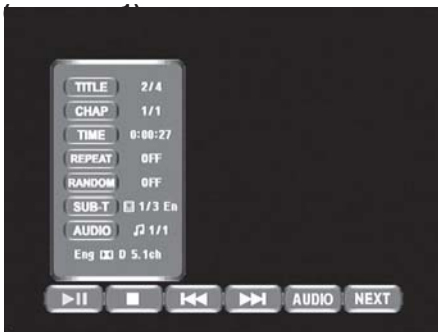 TITLE 2/4
CHAP 1/1
TIME 0:00:27
REPEAT OFF
RANDOM OFF
SUB-T 1/3 En
AUDIO 1/1
Eng D 5.1ch
AUDIO NEXT